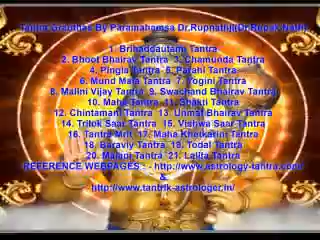 Tantra Granthas By Paramahamsa Dr.Rupnathji(Dr.Rupak Nath)
1. Brihaddautami Tantra
2. Bhoot Bhairav Tantra 3. Chamunda Tantra
4. Pingla Tantra 5. Parahi Tantra
6. Mund Mala Tantra 7. Yogini Tantra
8. Malini Vijay Tantra 9. Swachand Bhairav Tantra
10. Maha Tantra 11. Shakti Tantra
12. Chintamani Tantra 13. Unmat Bhairav Tantra
14. Trilok Saar Tantra 15. Vishwa Saar Tantra
16. Tantra Mrit 17. Maha Khetkarini Tantra
18. Baraviy Tantra 19. Todal Tantra
20. Malani Tantra 21. Lalita Tantra
REFERENCE WEBPAGES : - http://www.astrology-tantra.com/
&
http://www.tantrik-astrologer.in/